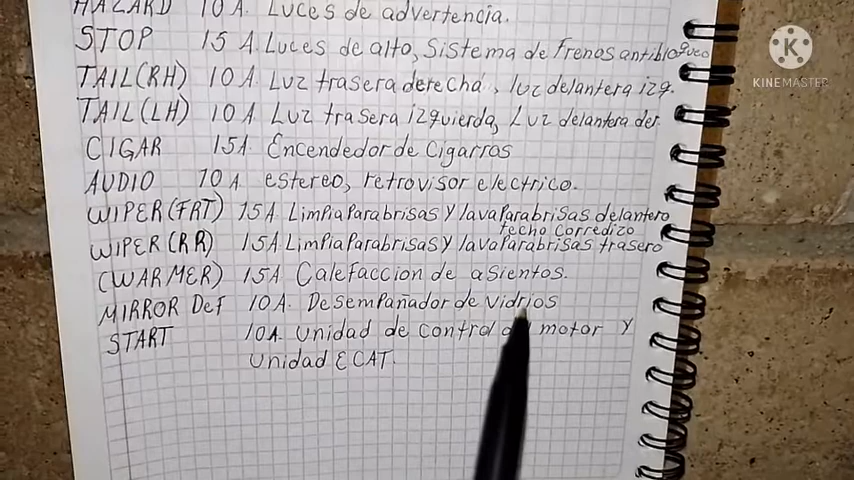 HAZARD 10 A. Luces de advertencia.
STOP 15 A Luces de alto, Sistema de frenos antibloqueo
TAIL(RH) 10 A Luz trasera derecha, luz delantera izq.
TAIL(LH) 10 A Luz trasera izquierda, Luz delantera der
CIGAR 15A. Encendedor de Cigarros
AUDIO 10 A. estereo, retrovisor electrico.
WIPER(FRT) 15A LimpiaParabrisas y lavaParabrisas delantero
techo Corredizo
WIPER(RR) 15A LimpiaParabrisas y lavaParabrisas trasero
(WARMER) 15A Calefaccion de asientos.
MIRROR DEF 10A. Desempañador de vidrios
START 10A unidad de control motor y
unidad ECAT.
K
KINEMASTER